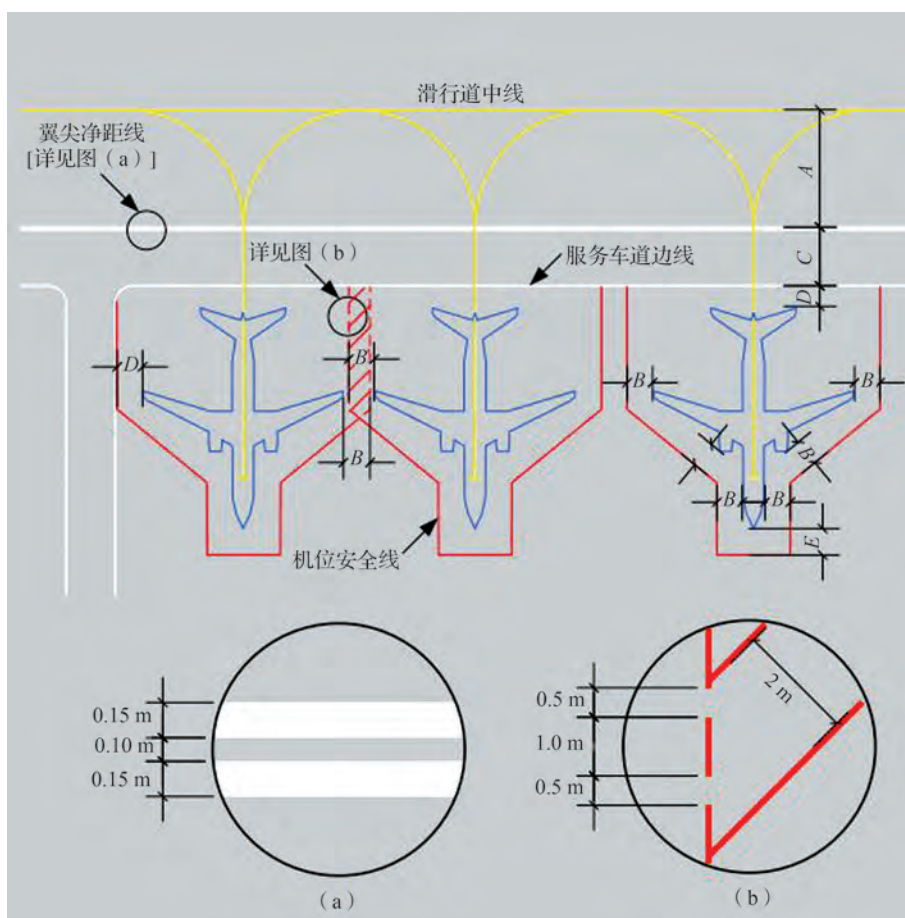 滑行道中线
翼尖净距线
[详见图（a）]
A
详见图（b）
服务车道边线
C
D
D
B
B
B
B
B
B
B
E
机位安全线
0.15 m
0.10 m
0.15 m
0.5 m
1.0 m
0.5 m
2 m
（a）
（b）